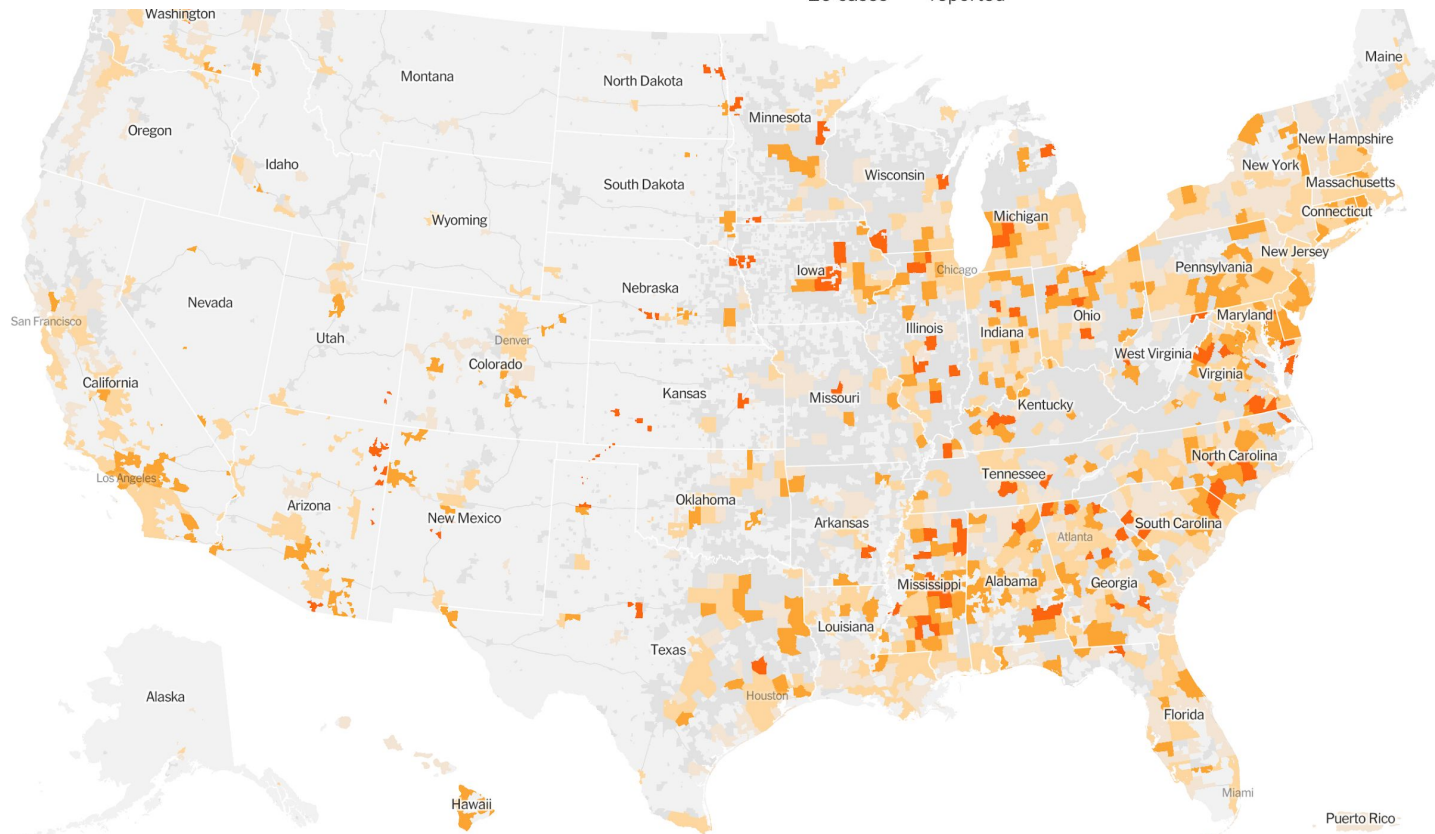 Washington
Maine
Montana
North Dakota
Minnesota
Oregon
New Hampshire
Idaho
New York
Wisconsin
South Dakota
Massachusetts
Wyoming
Michigan
Connecticut
New Jersey
Iowa
Chicago
Pennsylvania
Nebraska
Nevada
San Francisco
Illinois
Indiana
Ohio
Maryland
Utah
Denver
Colorado
West Virginia
Virginia
California
Kansas
Missouri
Kentucky
North Carolina
Los Angeles
Tennessee
Arizona
Oklahoma
New Mexico
Arkansas
South Carolina
Atlanta
Mississippi
Alabama
Georgia
Louisiana
Texas
Alaska
Houston
Florida
Miami
Hawaii
Puerto Rico